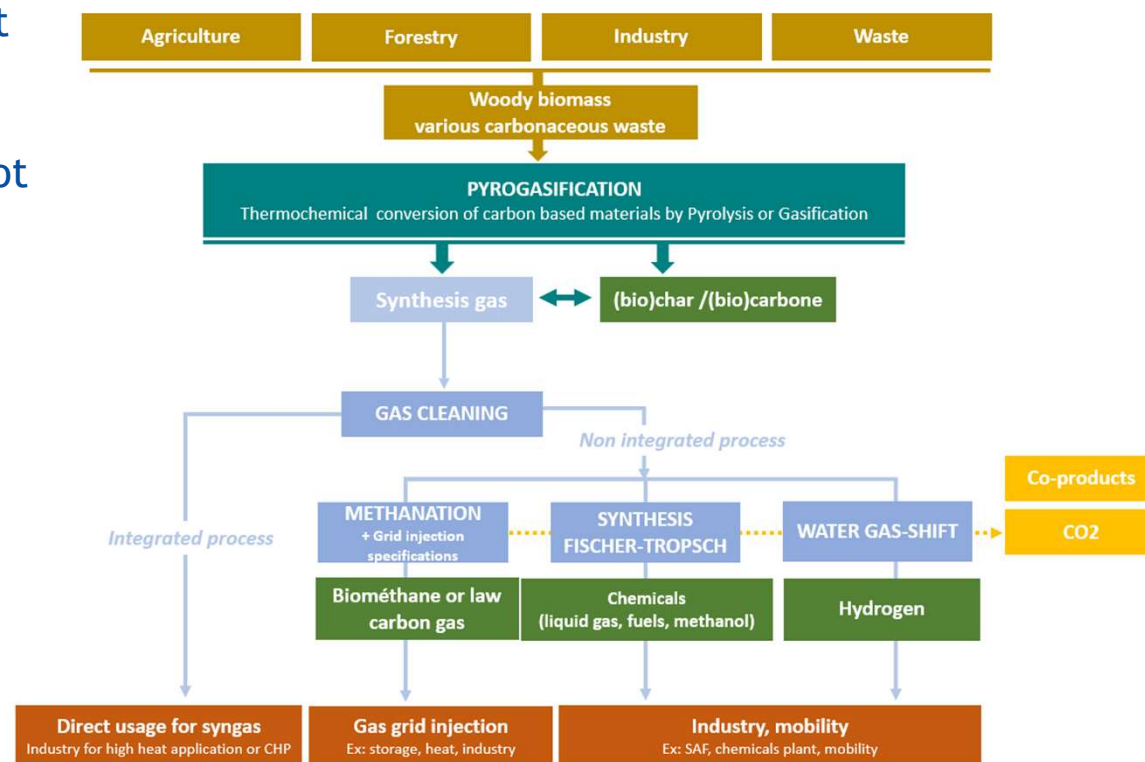 t
ot
Agriculture
Forestry
Industry
Waste
Woody biomass
various carbonaceous waste
PYROGASIFICATION
Thermochemical conversion of carbon based materials by Pyrolysis or Gasification
Synthesis gas
(bio)char /(bio)carbone
GAS CLEANING
Non integrated process
Integrated process
Co-products
METHANATION
+ Grid injection
specifications
SYNTHESIS
FISCHER-TROPSCH
WATER GAS-SHIFT
CO2
Biométhane or law
carbon gas
Chemicals
(liquid gas, fuels, methanol)
Hydrogen
Direct usage for syngas
Industry for high heat application or CHP
Gas grid injection
Ex: storage, heat, industry
Industry, mobility
Ex: SAF, chemicals plant, mobility